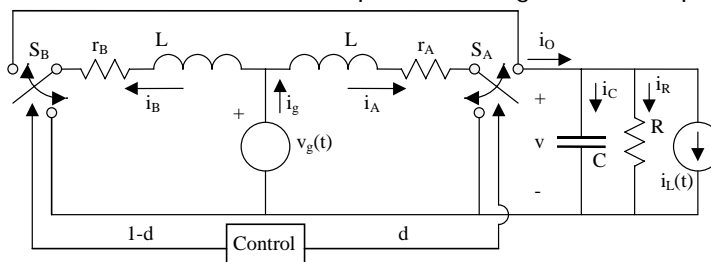 S_B
r_B
L
L
r_A
S_A
i_O
i_B
i_g
i_A
+
v_g(t)
+
v
-
i_C
C
i_R
R
i_L(t)
1-d
Control
d